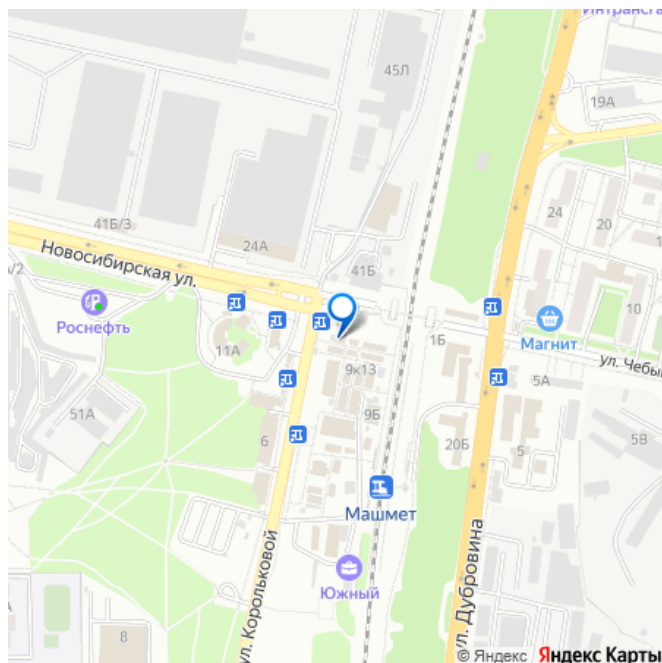 Интрансга
45Л
19А
24
20
41Б/3
24А
41Б
Новосибирская ул.
/2
Роснефть
10
11А
1Б
Магнит
ул. Чебы
9к13
5А
51А
9Б
6
20Б
5
5В
Машмет
Южный
ул. Корольковой
ул. Дубровина
8
А
© Яндекс Яндекс Карты